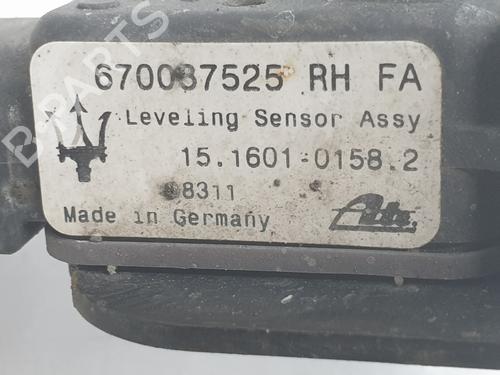 670037525 RH FA
Leveling Sensor Assy
15.1601-0158.2
8311
Made in Germany
Ate
B-PARTS